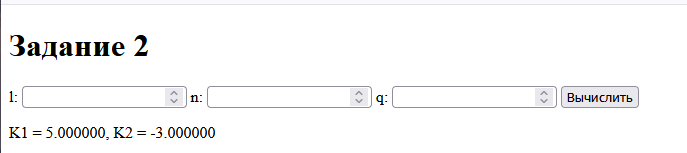 Задание 2
l: n: q: Вычислить
K1 = 5.000000, K2 = -3.000000